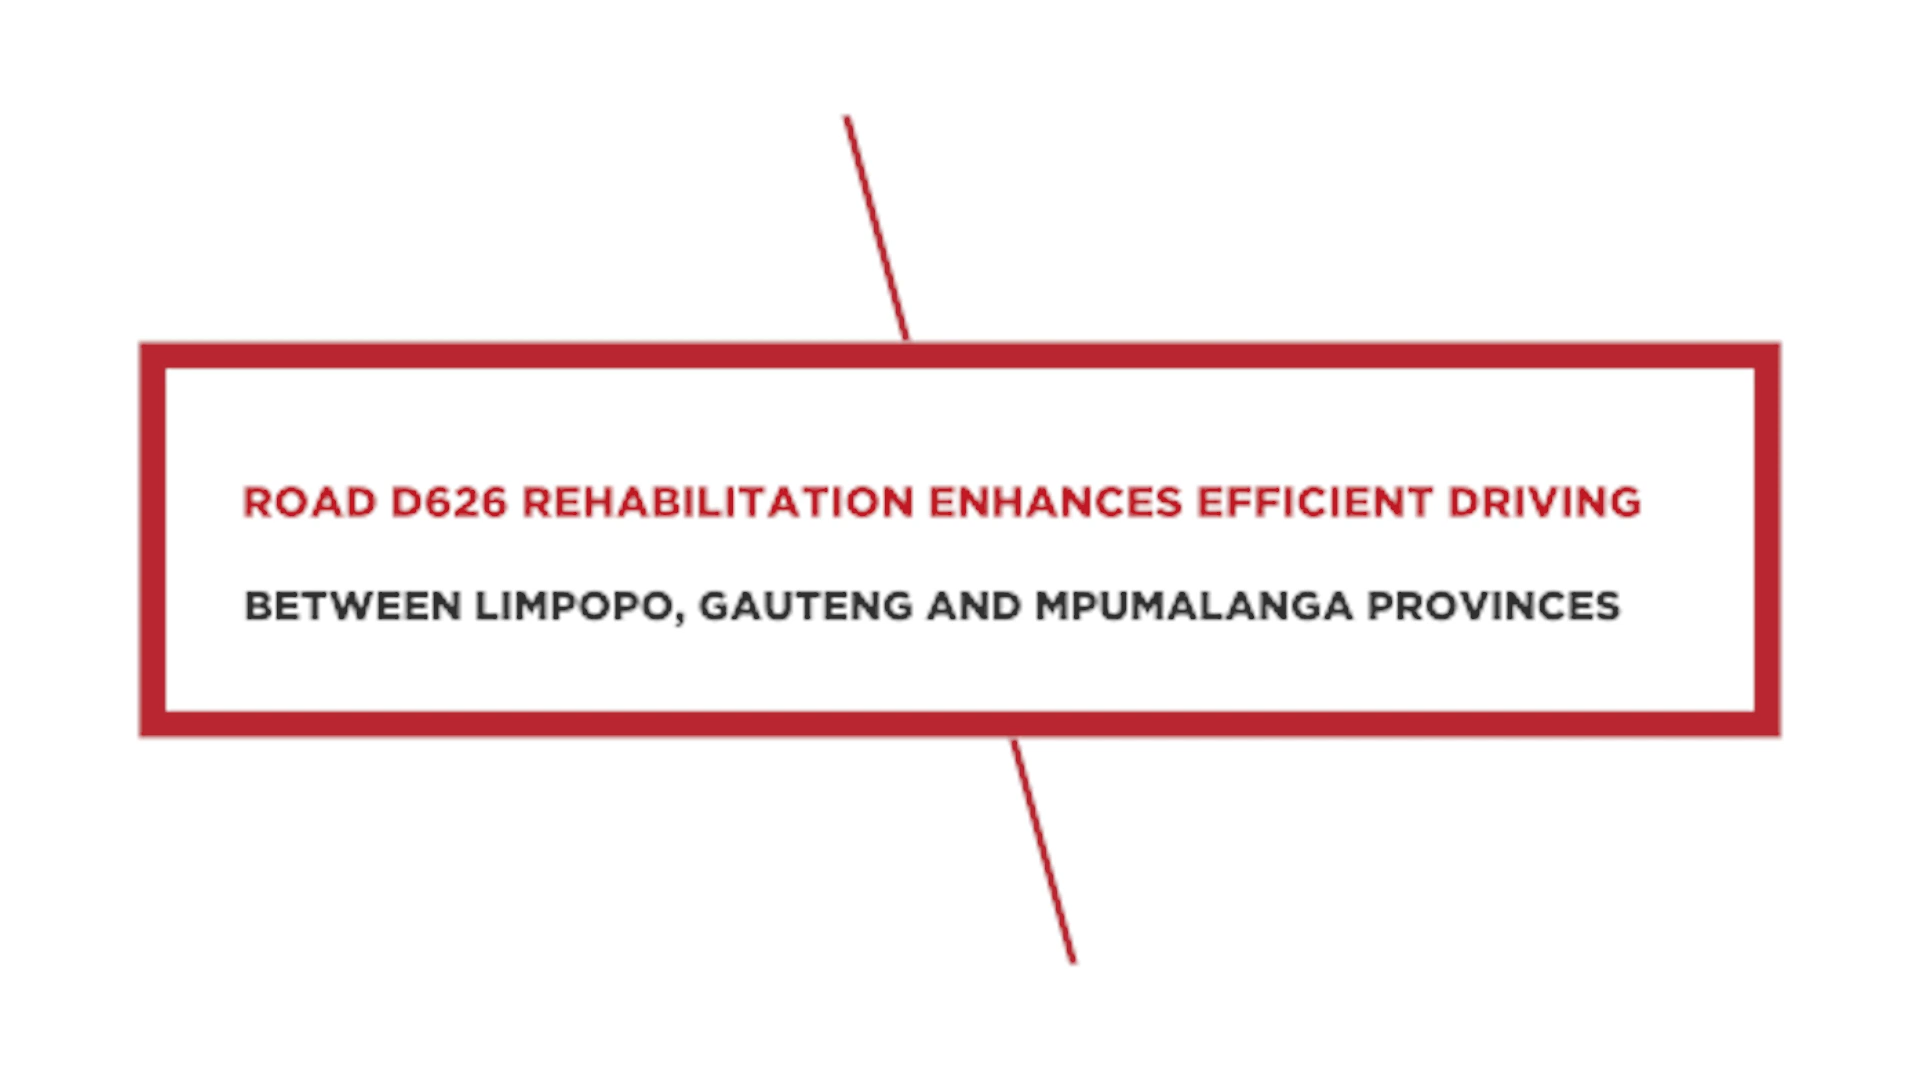 ROAD D626 REHABILITATION ENHANCES EFFICIENT DRIVING
BETWEEN LIMPOPO, GAUTENG AND MPUMALANGA PROVINCES